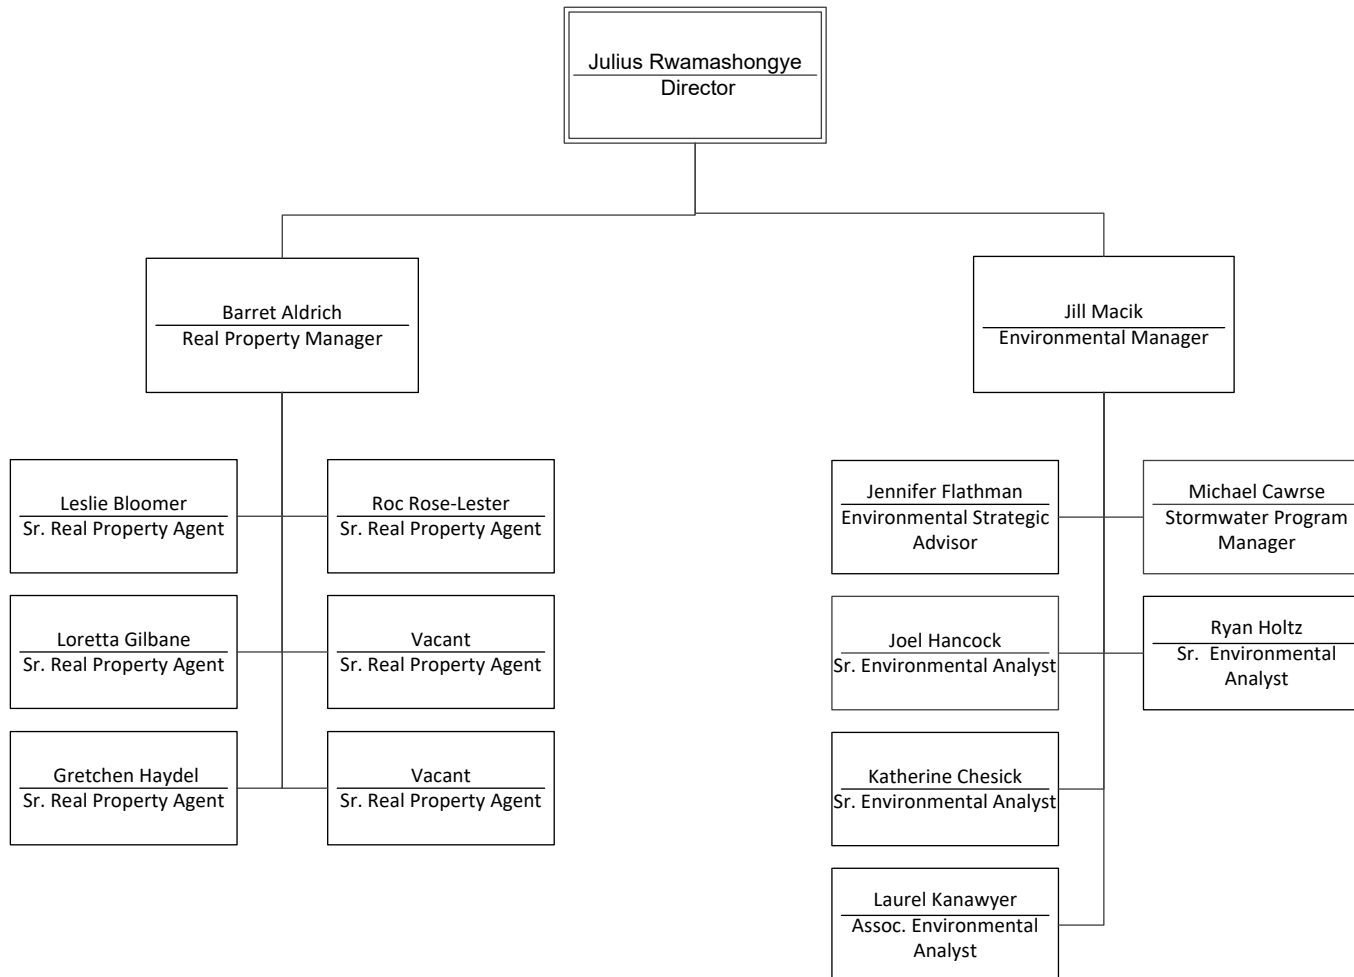 Julius Rwamashongye
Director
Barret Aldrich
Real Property Manager
Jill Macik
Environmental Manager
Leslie Bloomer
Sr. Real Property Agent
Roc Rose-Lester
Sr. Real Property Agent
Jennifer Flathman
Environmental Strategic
Advisor
Michael Cawrse
Stormwater Program
Manager
Loretta Gilbane
Sr. Real Property Agent
Vacant
Sr. Real Property Agent
Joel Hancock
Sr. Environmental Analyst
Ryan Holtz
Sr.  Environmental
Analyst
Gretchen Haydel
Sr. Real Property Agent
Vacant
Sr. Real Property Agent
Katherine Chesick
Sr. Environmental Analyst
Laurel Kanawyer
Assoc. Environmental
Analyst